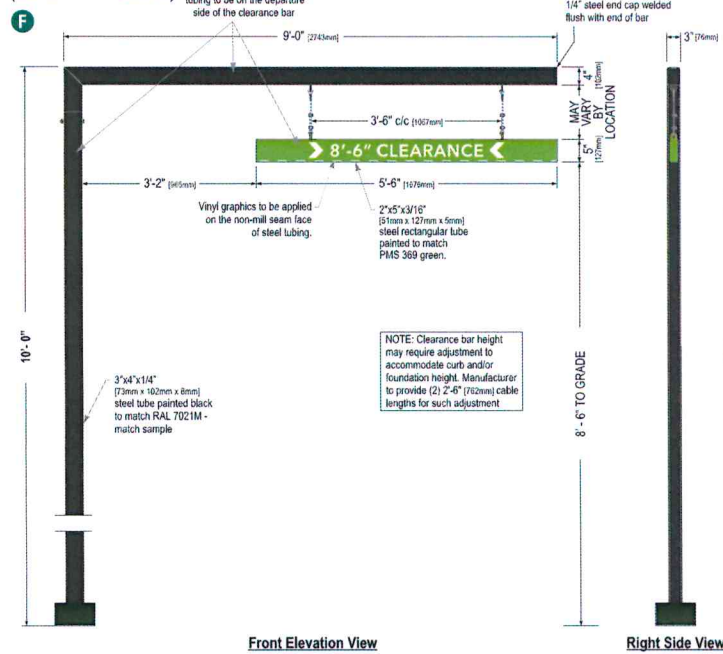 tubing to be on the departure
side of the clearance bar
1/4" steel end cap welded
flush with end of bar
F
9'-0" [2743mm]
3" [76mm]
4"
[102mm]
MAY
VARY
BY
LOCATION
3'-6" c/c [1067mm]
8'-6" CLEARANCE
5"
[127mm]
3'-2" [965mm]
5'-6" [1676mm]
Vinyl graphics to be applied
on the non-mill seam face
of steel tubing.
2"x5"x3/16"
[51mm x 127mm x 5mm]
steel rectangular tube
painted to match
PMS 369 green.
10'- 0"
NOTE: Clearance bar height
may require adjustment to
accommodate curb and/or
foundation height. Manufacturer
to provide (2) 2'-6" [762mm] cable
lengths for such adjustment
8' - 6" TO GRADE
3"x4"x1/4"
[73mm x 102mm x 6mm]
steel tube painted black
to match RAL 7021M -
match sample
Front Elevation View
Right Side View